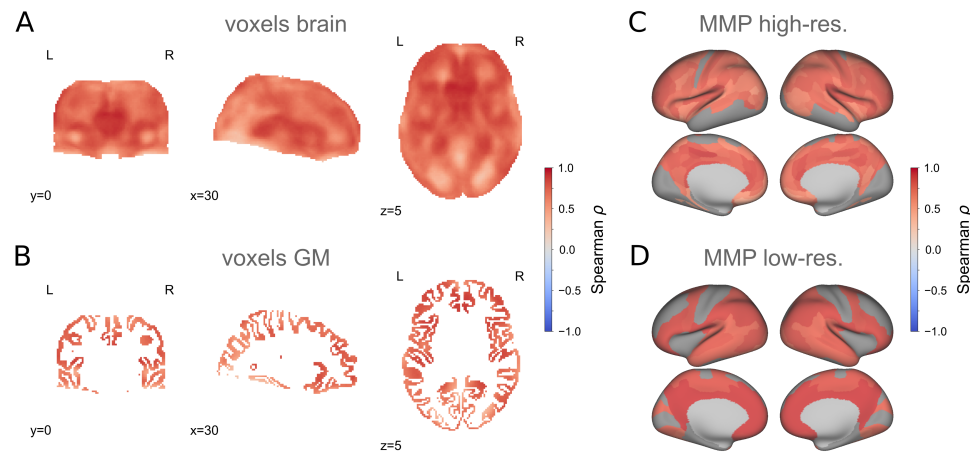 A
voxels brain
L
R
L
R
y=0
x=30
z=5
B
voxels GM
L
R
L
R
y=0
x=30
z=5
1.0
0.5
0.0
−0.5
−1.0
Spearman ρ
C
MMP high-res.
D
MMP low-res.
1.0
0.5
0.0
−0.5
−1.0
Spearman ρ